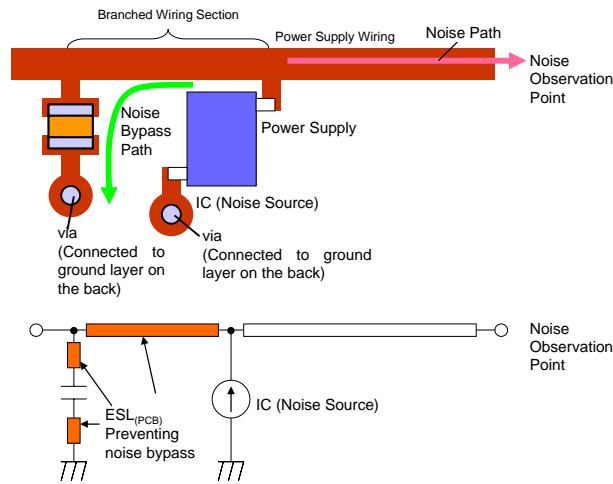 Branched Wiring Section
Power Supply Wiring
Noise Path
Noise
Observation
Point
Noise
Bypass
Path
Power Supply
IC (Noise Source)
via
(Connected to
ground layer on
the back)
via
(Connected to ground
layer on the back)
Noise
Observation
Point
ESL(PCB)
Preventing
noise bypass
IC (Noise Source)